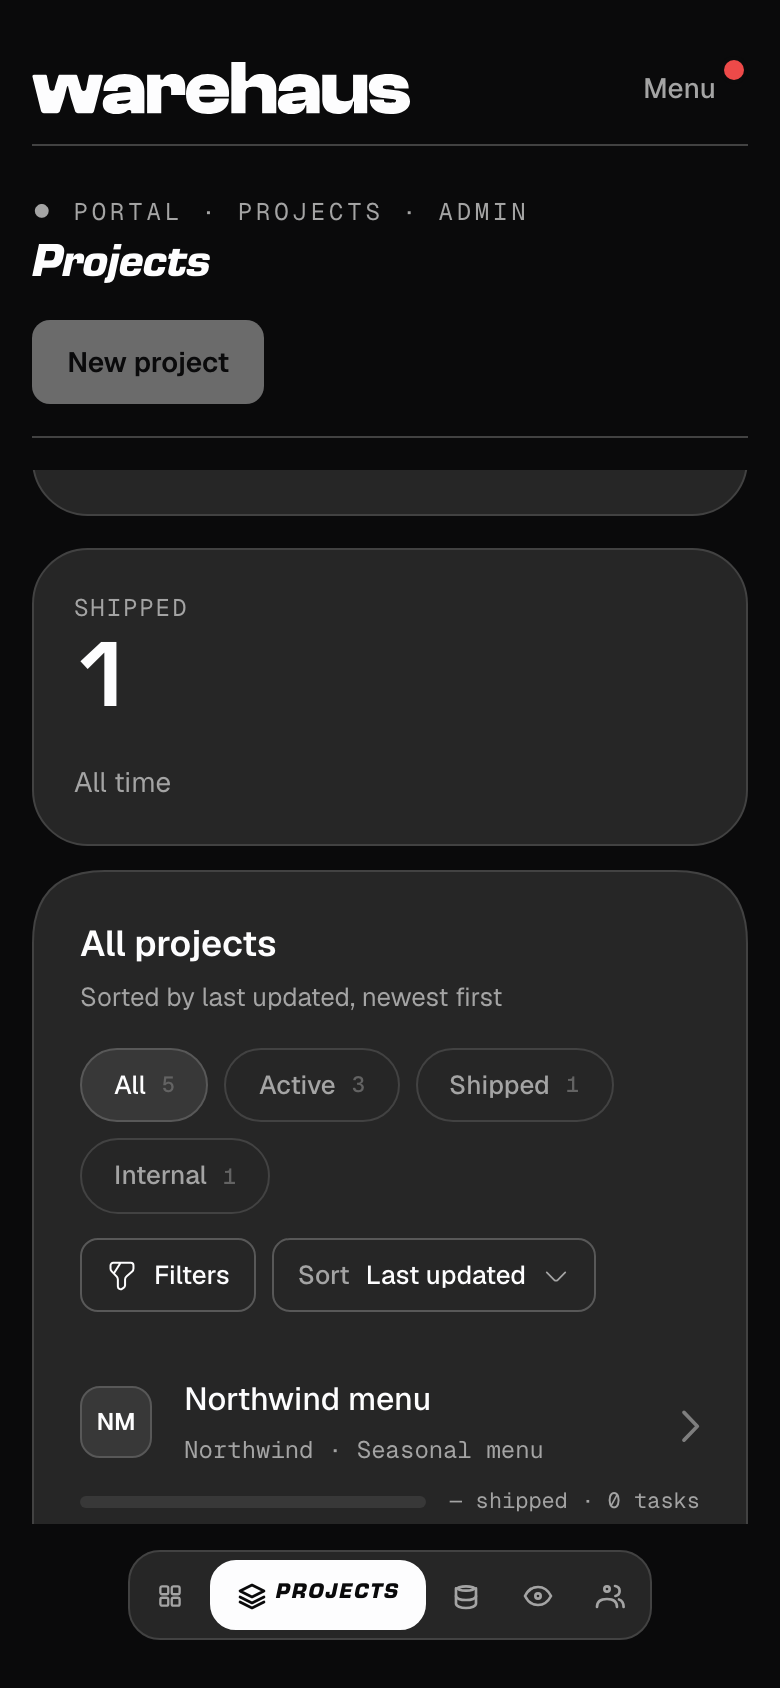 warehaus
Menu
PORTAL · PROJECTS · ADMIN
Projects
New project
SHIPPED
1
All time
All projects
Sorted by last updated, newest first
All 5 Active 3 Shipped 1
Internal 1
Filters Sort Last updated
NM Northwind menu
Northwind · Seasonal menu
— shipped · 0 tasks
PROJECTS